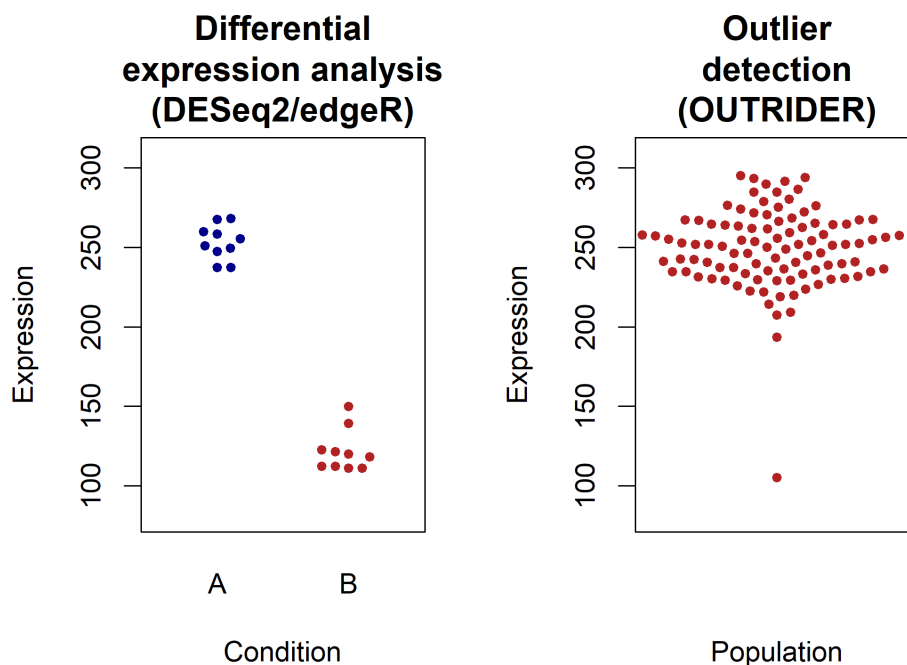 Differential
expression analysis
(DESeq2/edgeR)
Expression
300
250
200
150
100
A B
Condition
Outlier
detection
(OUTRIDER)
Expression
300
250
200
150
100
Population